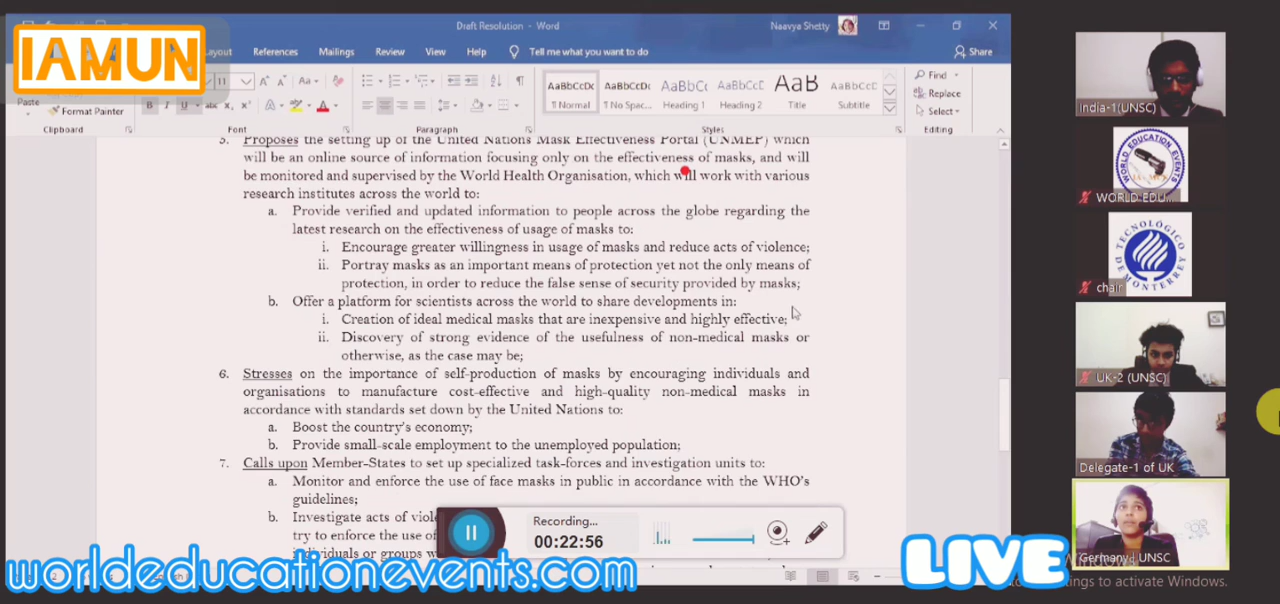 IAMUN
Draft Resolution - Word
Naavya Shetty
Layout References Mailings Review View Help Tell me what you want to do
Share
11
Find
Replace
Select
Paste
Format Painter
B I U abc x x
AaBbCcDc AaBbCcDc AaBbCc AaBbCcD AaB AaBbCcC
¶ Normal ¶ No Spac... Heading 1 Heading 2 Title Subtitle
Clipboard Font Paragraph Styles Editing
5. Proposes the setting up of the United Nations Mask Effectiveness Portal (UNMEP) which
will be an online source of information focusing only on the effectiveness of masks, and will
be monitored and supervised by the World Health Organisation, which will work with various
research institutes across the world to:
a. Provide verified and updated information to people across the globe regarding the
latest research on the effectiveness of usage of masks to:
i. Encourage greater willingness in usage of masks and reduce acts of violence;
ii. Portray masks as an important means of protection yet not the only means of
protection, in order to reduce the false sense of security provided by masks;
b. Offer a platform for scientists across the world to share developments in:
i. Creation of ideal medical masks that are inexpensive and highly effective;
ii. Discovery of strong evidence of the usefulness of non-medical masks or
otherwise, as the case may be;
6. Stresses on the importance of self-production of masks by encouraging individuals and
organisations to manufacture cost-effective and high-quality non-medical masks in
accordance with standards set down by the United Nations to:
a. Boost the country's economy;
b. Provide small-scale employment to the unemployed population;
7. Calls upon Member-States to set up specialized task-forces and investigation units to:
a. Monitor and enforce the use of face masks in public in accordance with the WHO's
guidelines;
b. Investigate acts of viole
try to enforce the use of
individuals or groups w
Recording...
00:22:56
worldeducationevents.com
LIVE
India-1(UNSC)
WORLD EDUCATION EVENTS
WORLD EDU...
TECNOLÓGICO
DE MONTERREY
chair
UK-2 (UNSC)
Delegate-1 of UK
Germany UNSC
Windows
ings to activate Windows.